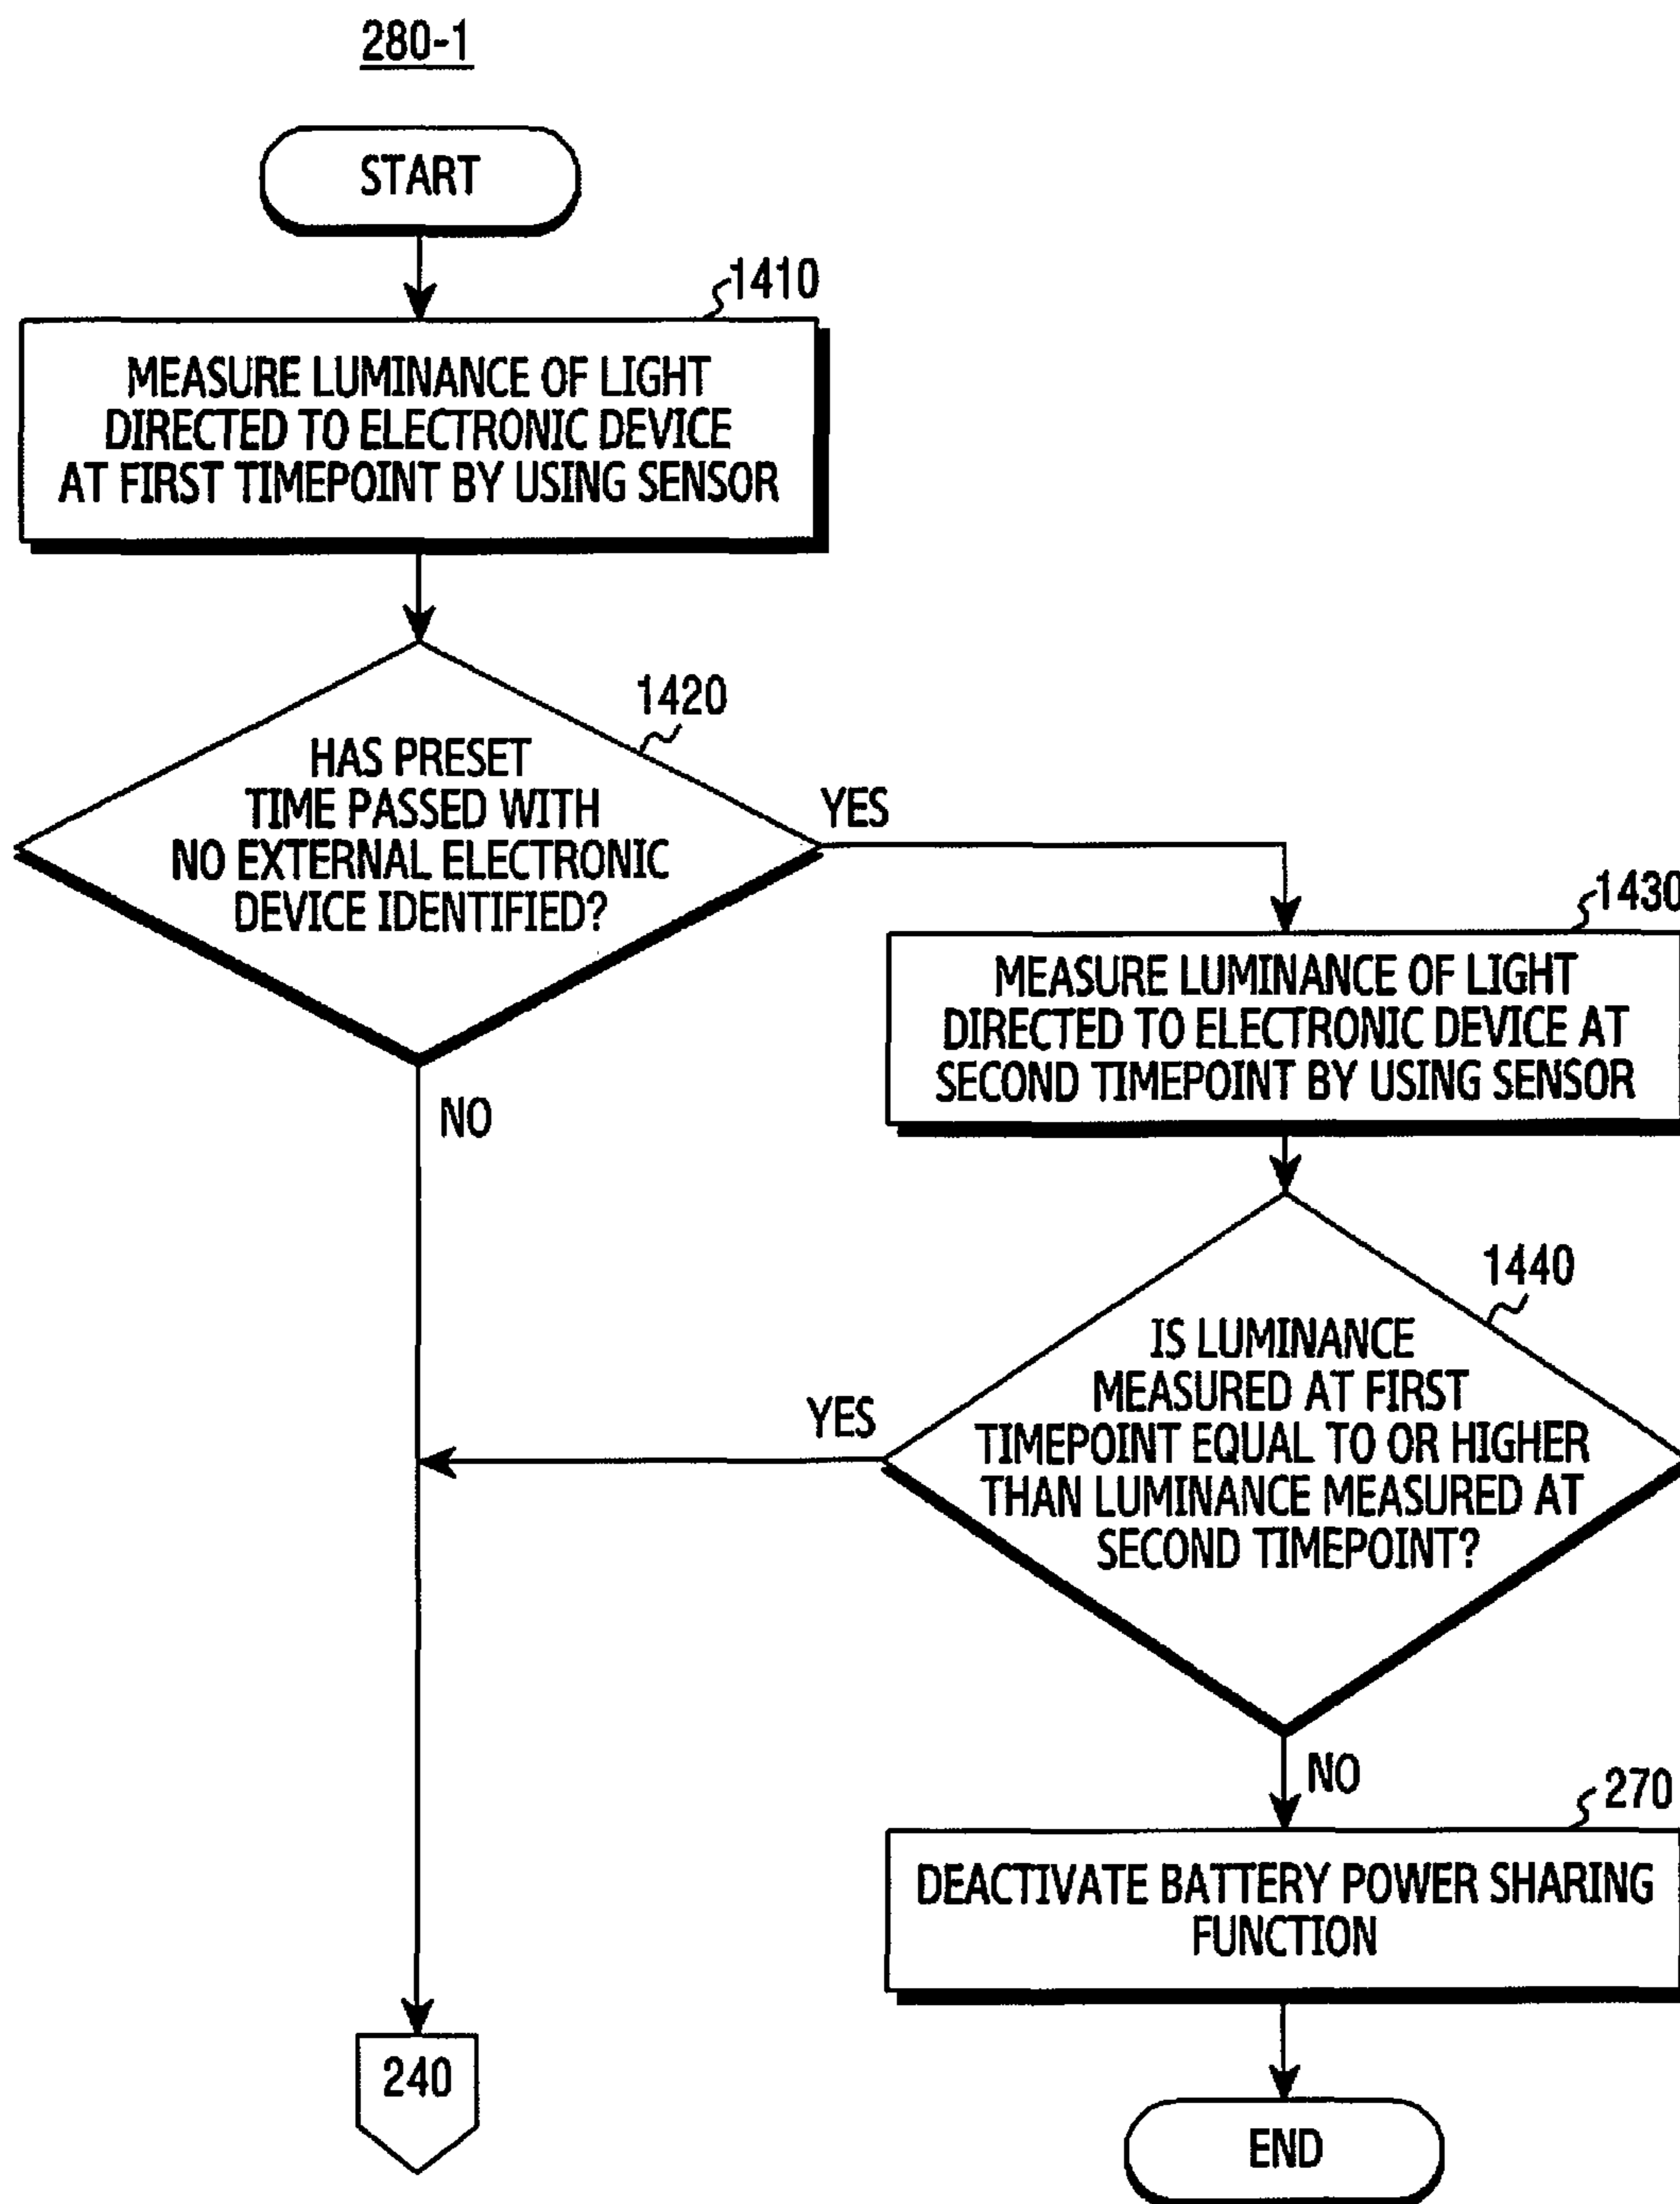 280-1
START
1410
MEASURE LUMINANCE OF LIGHT
DIRECTED TO ELECTRONIC DEVICE
AT FIRST TIMEPOINT BY USING SENSOR
1420
HAS PRESET
TIME PASSED WITH
NO EXTERNAL ELECTRONIC
DEVICE IDENTIFIED?
YES
NO
1430
MEASURE LUMINANCE OF LIGHT
DIRECTED TO ELECTRONIC DEVICE AT
SECOND TIMEPOINT BY USING SENSOR
1440
IS LUMINANCE
MEASURED AT FIRST
TIMEPOINT EQUAL TO OR HIGHER
THAN LUMINANCE MEASURED AT
SECOND TIMEPOINT?
YES
NO
270
DEACTIVATE BATTERY POWER SHARING
FUNCTION
240
END